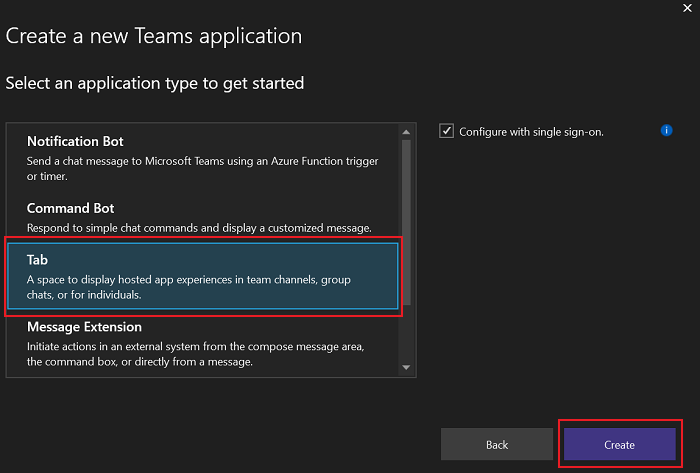 Create a new Teams application
Select an application type to get started
Notification Bot
Send a chat message to Microsoft Teams using an Azure Function trigger
or timer.
Command Bot
Respond to simple chat commands and display a customized message.
Tab
A space to display hosted app experiences in team channels, group
chats, or for individuals.
Message Extension
Initiate actions in an external system from the compose message area,
the command box, or directly from a message.
Configure with single sign-on.
Back
Create